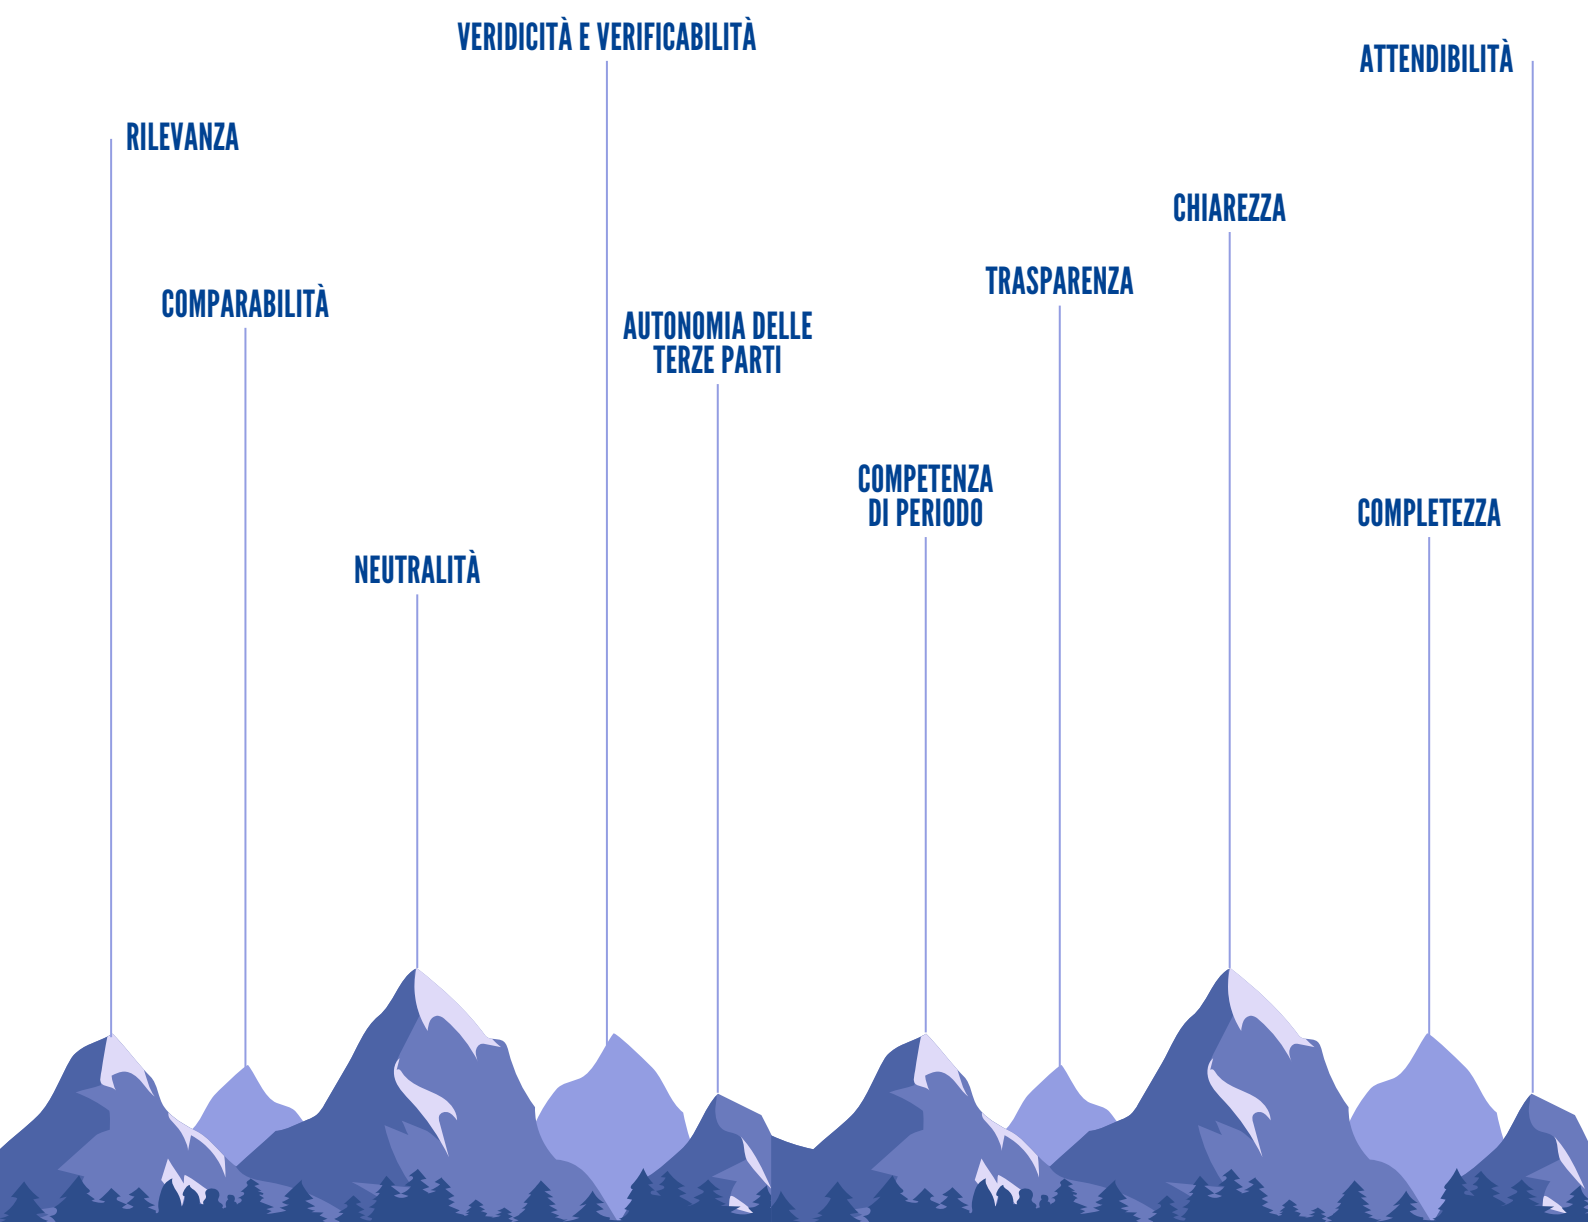 VERIDICITÀ E VERIFICABILITÀ
ATTENDIBILITÀ
RILEVANZA
CHIAREZZA
TRASPARENZA
COMPARABILITÀ
AUTONOMIA DELLE
TERZE PARTI
COMPETENZA
DI PERIODO
COMPLETEZZA
NEUTRALITÀ